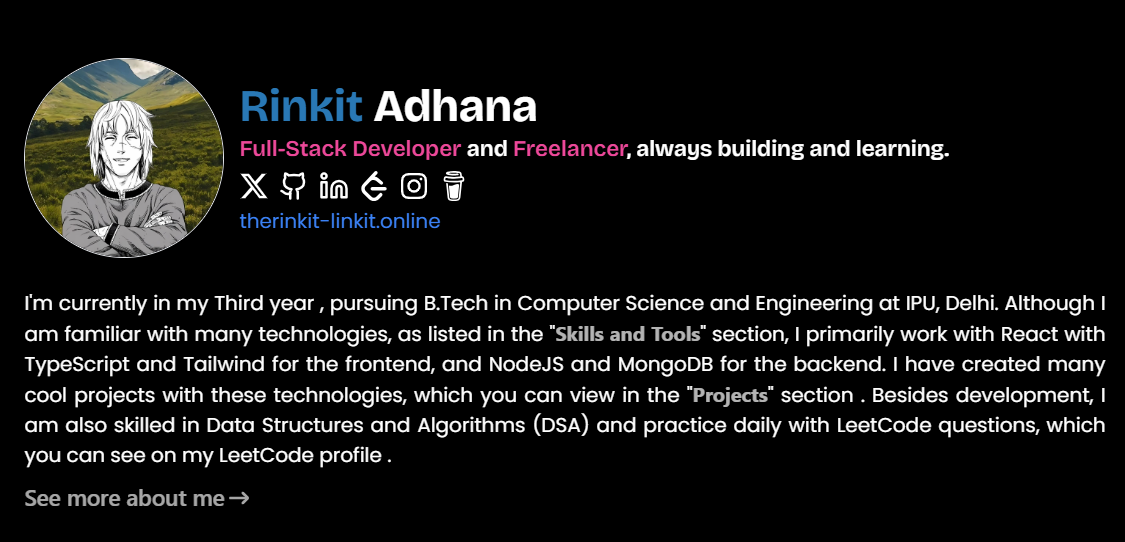 Rinkit Adhana
Full-Stack Developer and Freelancer, always building and learning.
therinkit-linkit.online
I'm currently in my Third year , pursuing B.Tech in Computer Science and Engineering at IPU, Delhi. Although I
am familiar with many technologies, as listed in the "Skills and Tools" section, I primarily work with React with
TypeScript and Tailwind for the frontend, and NodeJS and MongoDB for the backend. I have created many
cool projects with these technologies, which you can view in the "Projects" section . Besides development, I
am also skilled in Data Structures and Algorithms (DSA) and practice daily with LeetCode questions, which
you can see on my LeetCode profile .
See more about me →